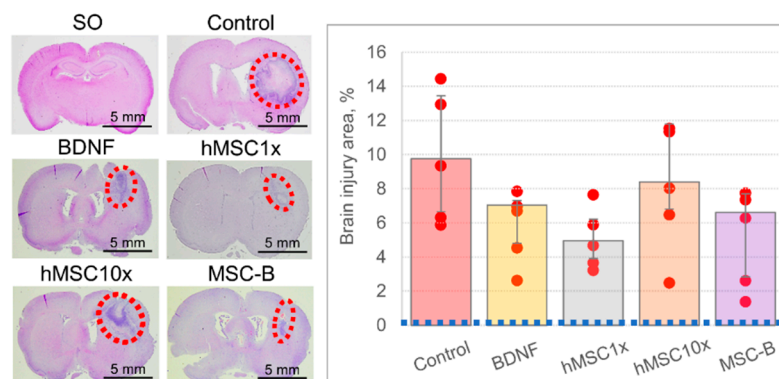 SO Control
5 mm 5 mm
BDNF hMSC1x
5 mm 5 mm
hMSC10x MSC-B
5 mm 5 mm
Brain injury area, %
16
14
12
10
8
6
4
2
0
Control BDNF hMSC1x hMSC10x MSC-B